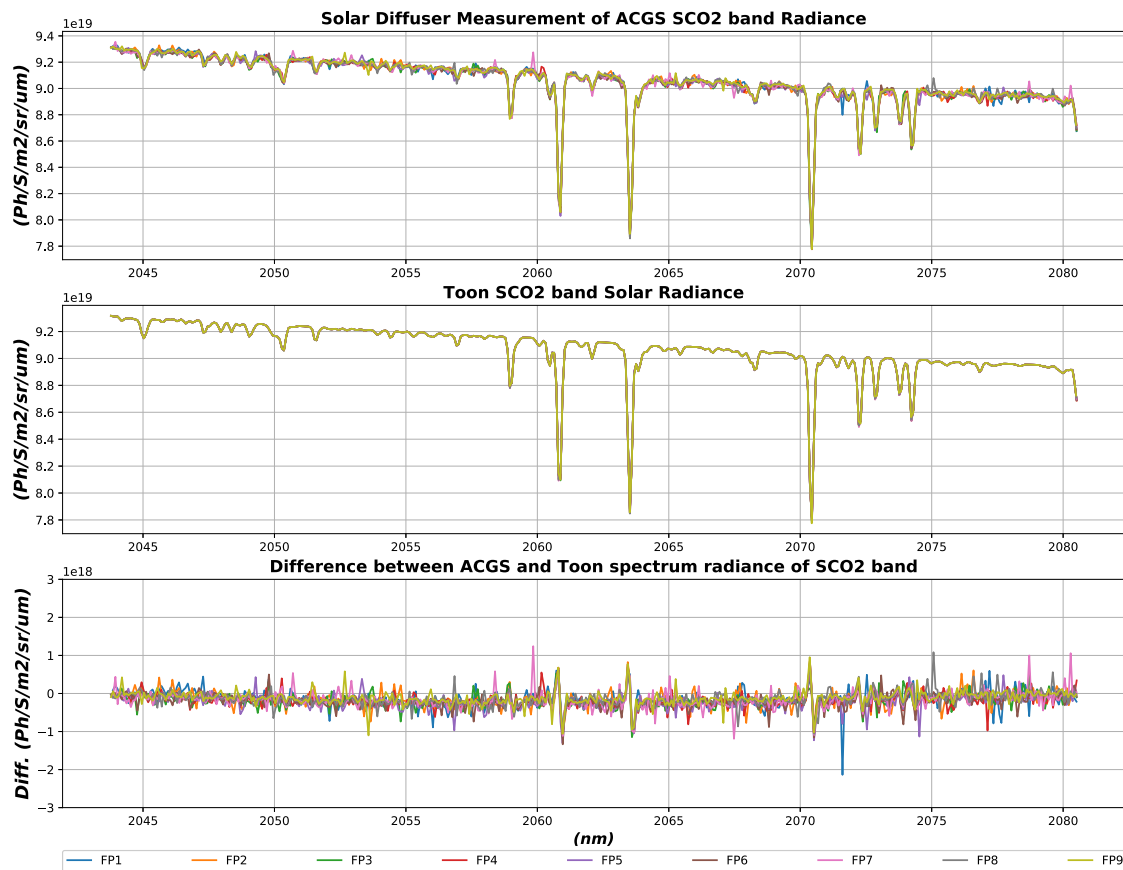 Solar Diffuser Measurement of ACGS SCO2 band Radiance
1e19
9.4
9.2
9.0
8.8
8.6
8.4
8.2
8.0
7.8
(Ph/S/m2/sr/um)
2045 2050 2055 2060 2065 2070 2075 2080
Toon SCO2 band Solar Radiance
1e19
9.2
9.0
8.8
8.6
8.4
8.2
8.0
7.8
(Ph/S/m2/sr/um)
2045 2050 2055 2060 2065 2070 2075 2080
Difference between ACGS and Toon spectrum radiance of SCO2 band
1e18
3
2
1
0
−1
−2
−3
Diff. (Ph/S/m2/sr/um)
2045 2050 2055 2060 2065 2070 2075 2080
(nm)
FP1 FP2 FP3 FP4 FP5 FP6 FP7 FP8 FP9